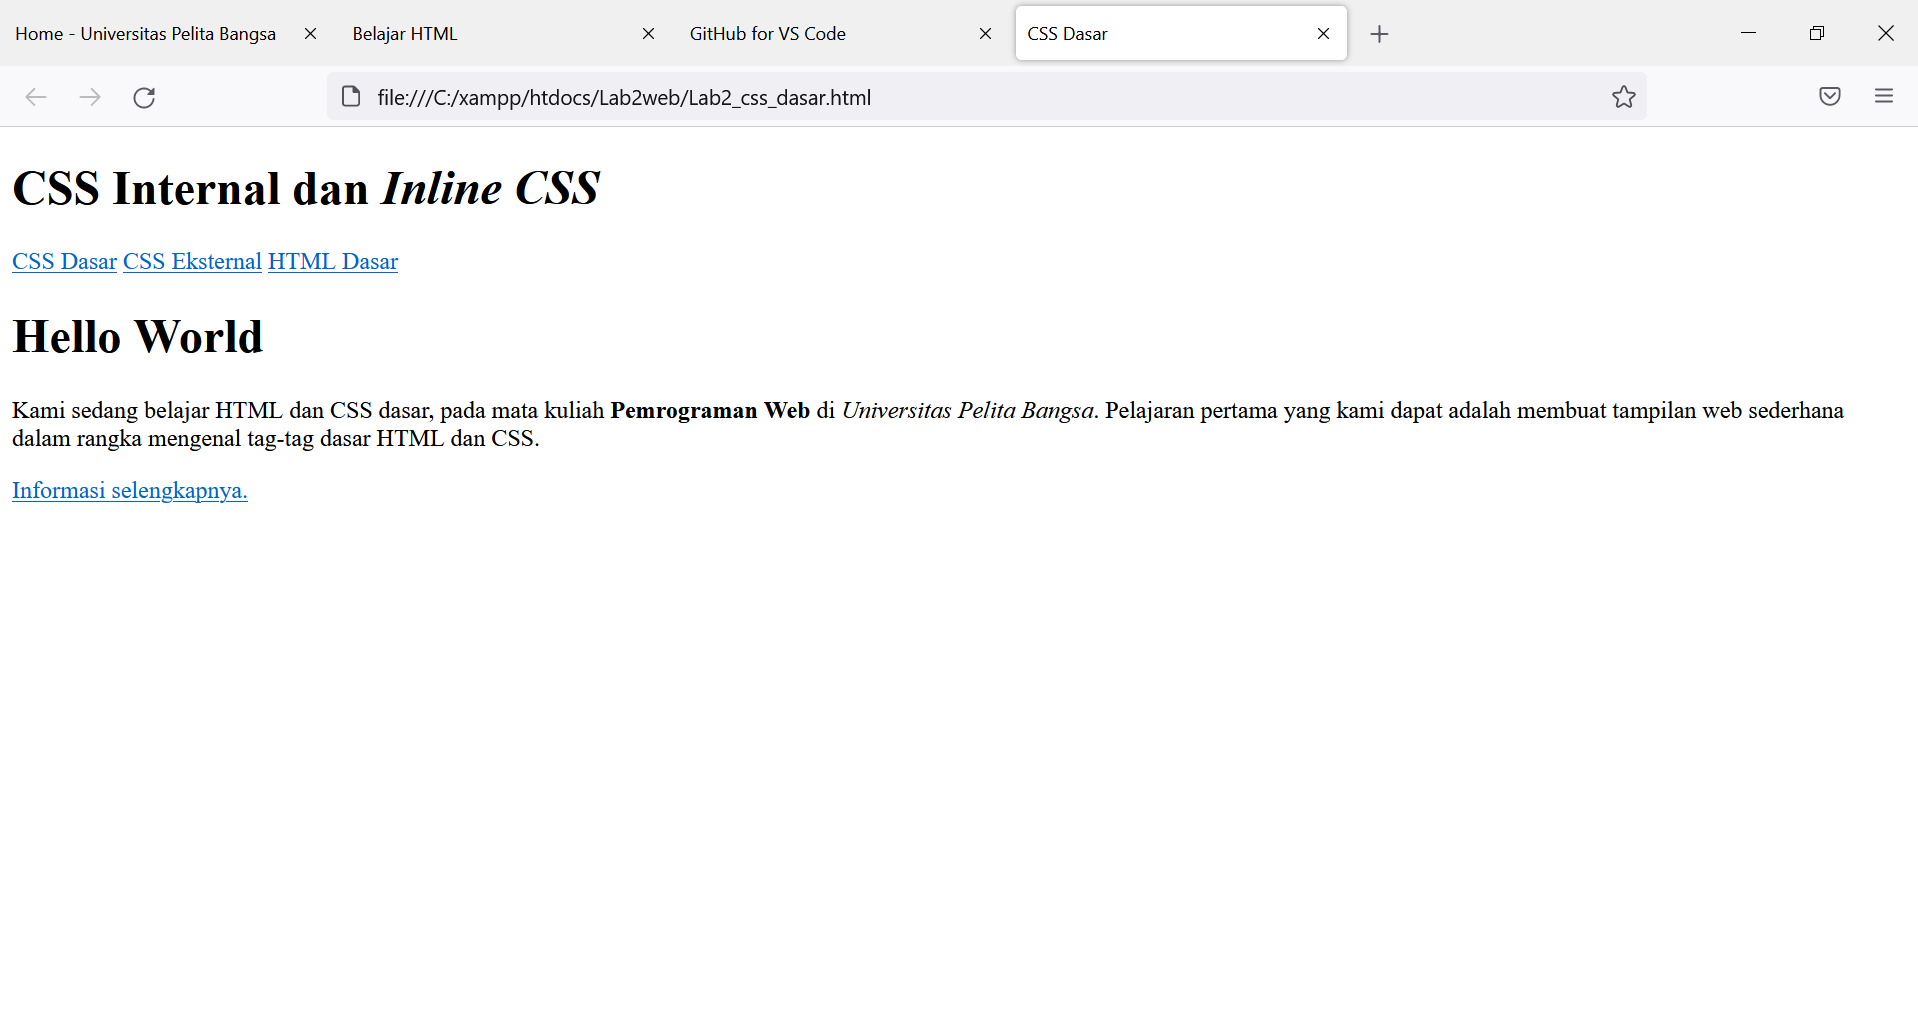 Home - Universitas Pelita Bangsa
Belajar HTML
GitHub for VS Code
CSS Dasar
file:///C:/xampp/htdocs/Lab2web/Lab2_css_dasar.html
CSS Internal dan Inline CSS
CSS Dasar CSS Eksternal HTML Dasar
Hello World
Kami sedang belajar HTML dan CSS dasar, pada mata kuliah Pemrograman Web di Universitas Pelita Bangsa. Pelajaran pertama yang kami dapat adalah membuat tampilan web sederhana
dalam rangka mengenal tag-tag dasar HTML dan CSS.
Informasi selengkapnya.